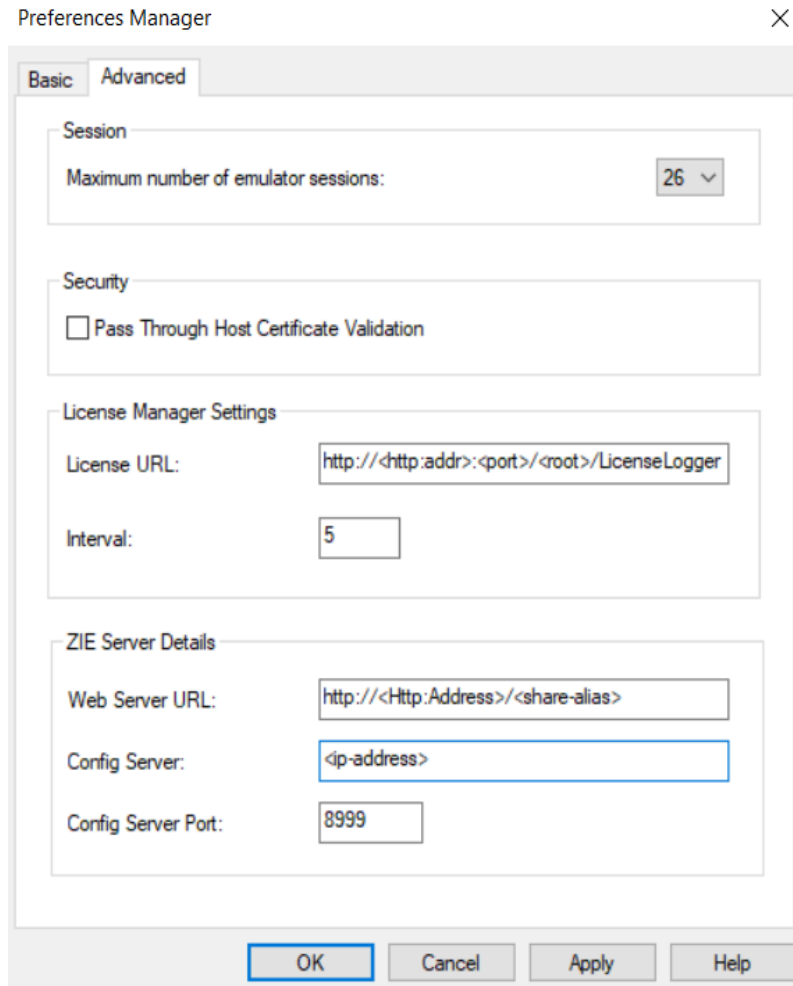 Preferences Manager
Basic Advanced
Session
Maximum number of emulator sessions: 26
Security
Pass Through Host Certificate Validation
License Manager Settings
License URL: http://<http:addr>:<port>/<root>/LicenseLogger
Interval: 5
ZIE Server Details
Web Server URL: http://<Http:Address>/<share-alias>
Config Server: <ip-address>
Config Server Port: 8999
OK Cancel Apply Help